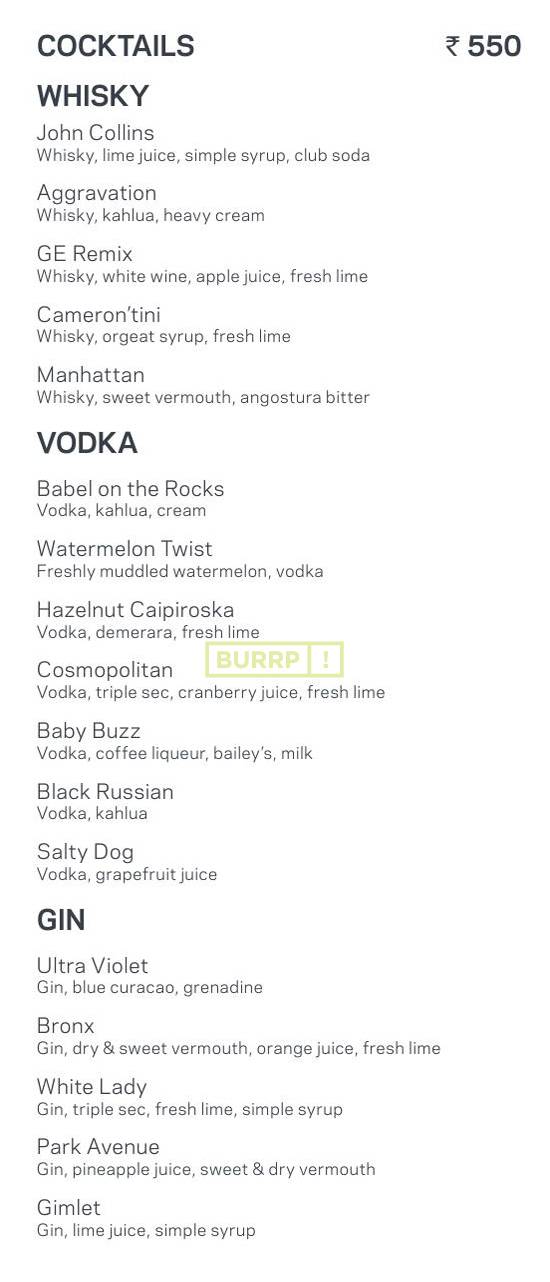 COCKTAILS ₹ 550
WHISKY
John Collins
Whisky, lime juice, simple syrup, club soda
Aggravation
Whisky, kahlua, heavy cream
GE Remix
Whisky, white wine, apple juice, fresh lime
Cameron’tini
Whisky, orgeat syrup, fresh lime
Manhattan
Whisky, sweet vermouth, angostura bitter
VODKA
Babel on the Rocks
Vodka, kahlua, cream
Watermelon Twist
Freshly muddled watermelon, vodka
Hazelnut Caipiroska
Vodka, demerara, fresh lime
BURRP !
Cosmopolitan
Vodka, triple sec, cranberry juice, fresh lime
Baby Buzz
Vodka, coffee liqueur, bailey’s, milk
Black Russian
Vodka, kahlua
Salty Dog
Vodka, grapefruit juice
GIN
Ultra Violet
Gin, blue curacao, grenadine
Bronx
Gin, dry & sweet vermouth, orange juice, fresh lime
White Lady
Gin, triple sec, fresh lime, simple syrup
Park Avenue
Gin, pineapple juice, sweet & dry vermouth
Gimlet
Gin, lime juice, simple syrup